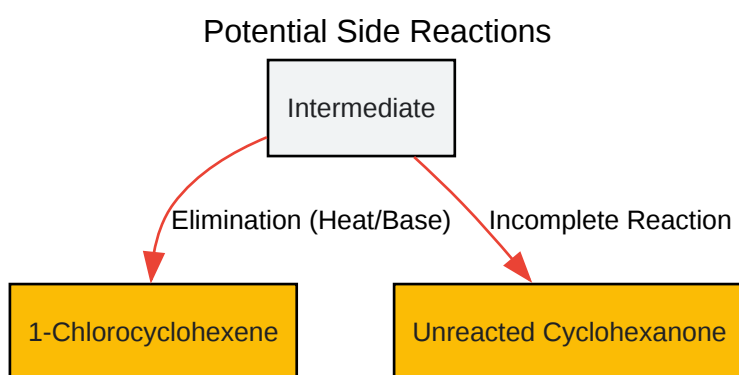 Potential Side Reactions
Intermediate
Elimination (Heat/Base)
Incomplete Reaction
1-Chlorocyclohexene
Unreacted Cyclohexanone